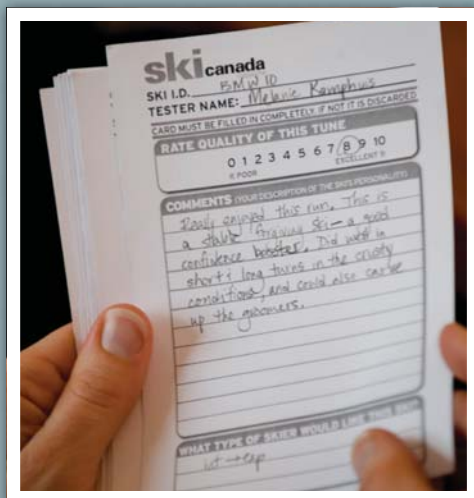 ski canada
SKI I.D. BMW 10
TESTER NAME: Melanie Kamphuis
CARD MUST BE FILLED IN COMPLETELY. IF NOT IT IS DISCARDED
RATE QUALITY OF THIS TUNE
0 1 2 3 4 5 6 7 8 9 10
« POOR EXCELLENT »
COMMENTS (YOUR DESCRIPTION OF THE SKI'S PERSONALITY)
Really enjoyed this run. This is
a stable forgiving ski – a good
confidence booster. Did well in
short & long turns in the crusty
conditions, and could also carve
up the groomers.
WHAT TYPE OF SKIER WOULD LIKE THIS SKI?
int → exp